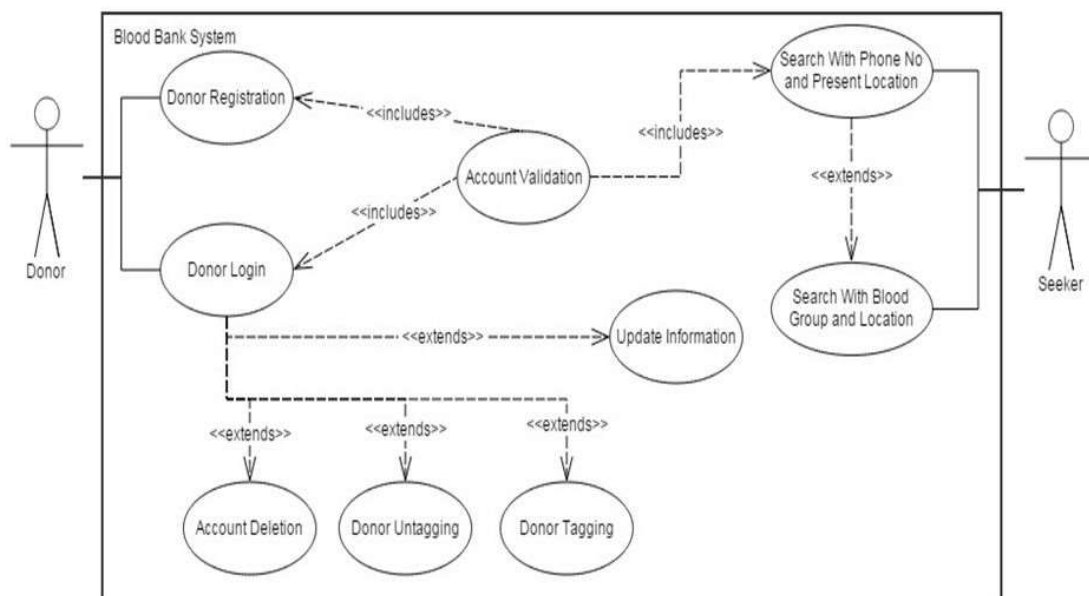 Blood Bank System
Search With Phone No
and Present Location
Donor Registration
<<includes>>
<<includes>>
Account Validation
<<extends>>
<<includes>>
Donor Login
Donor
Seeker
Search With Blood
Group and Location
<<extends>>
Update Information
<<extends>>
<<extends>>
<<extends>>
Account Deletion
Donor Untagging
Donor Tagging